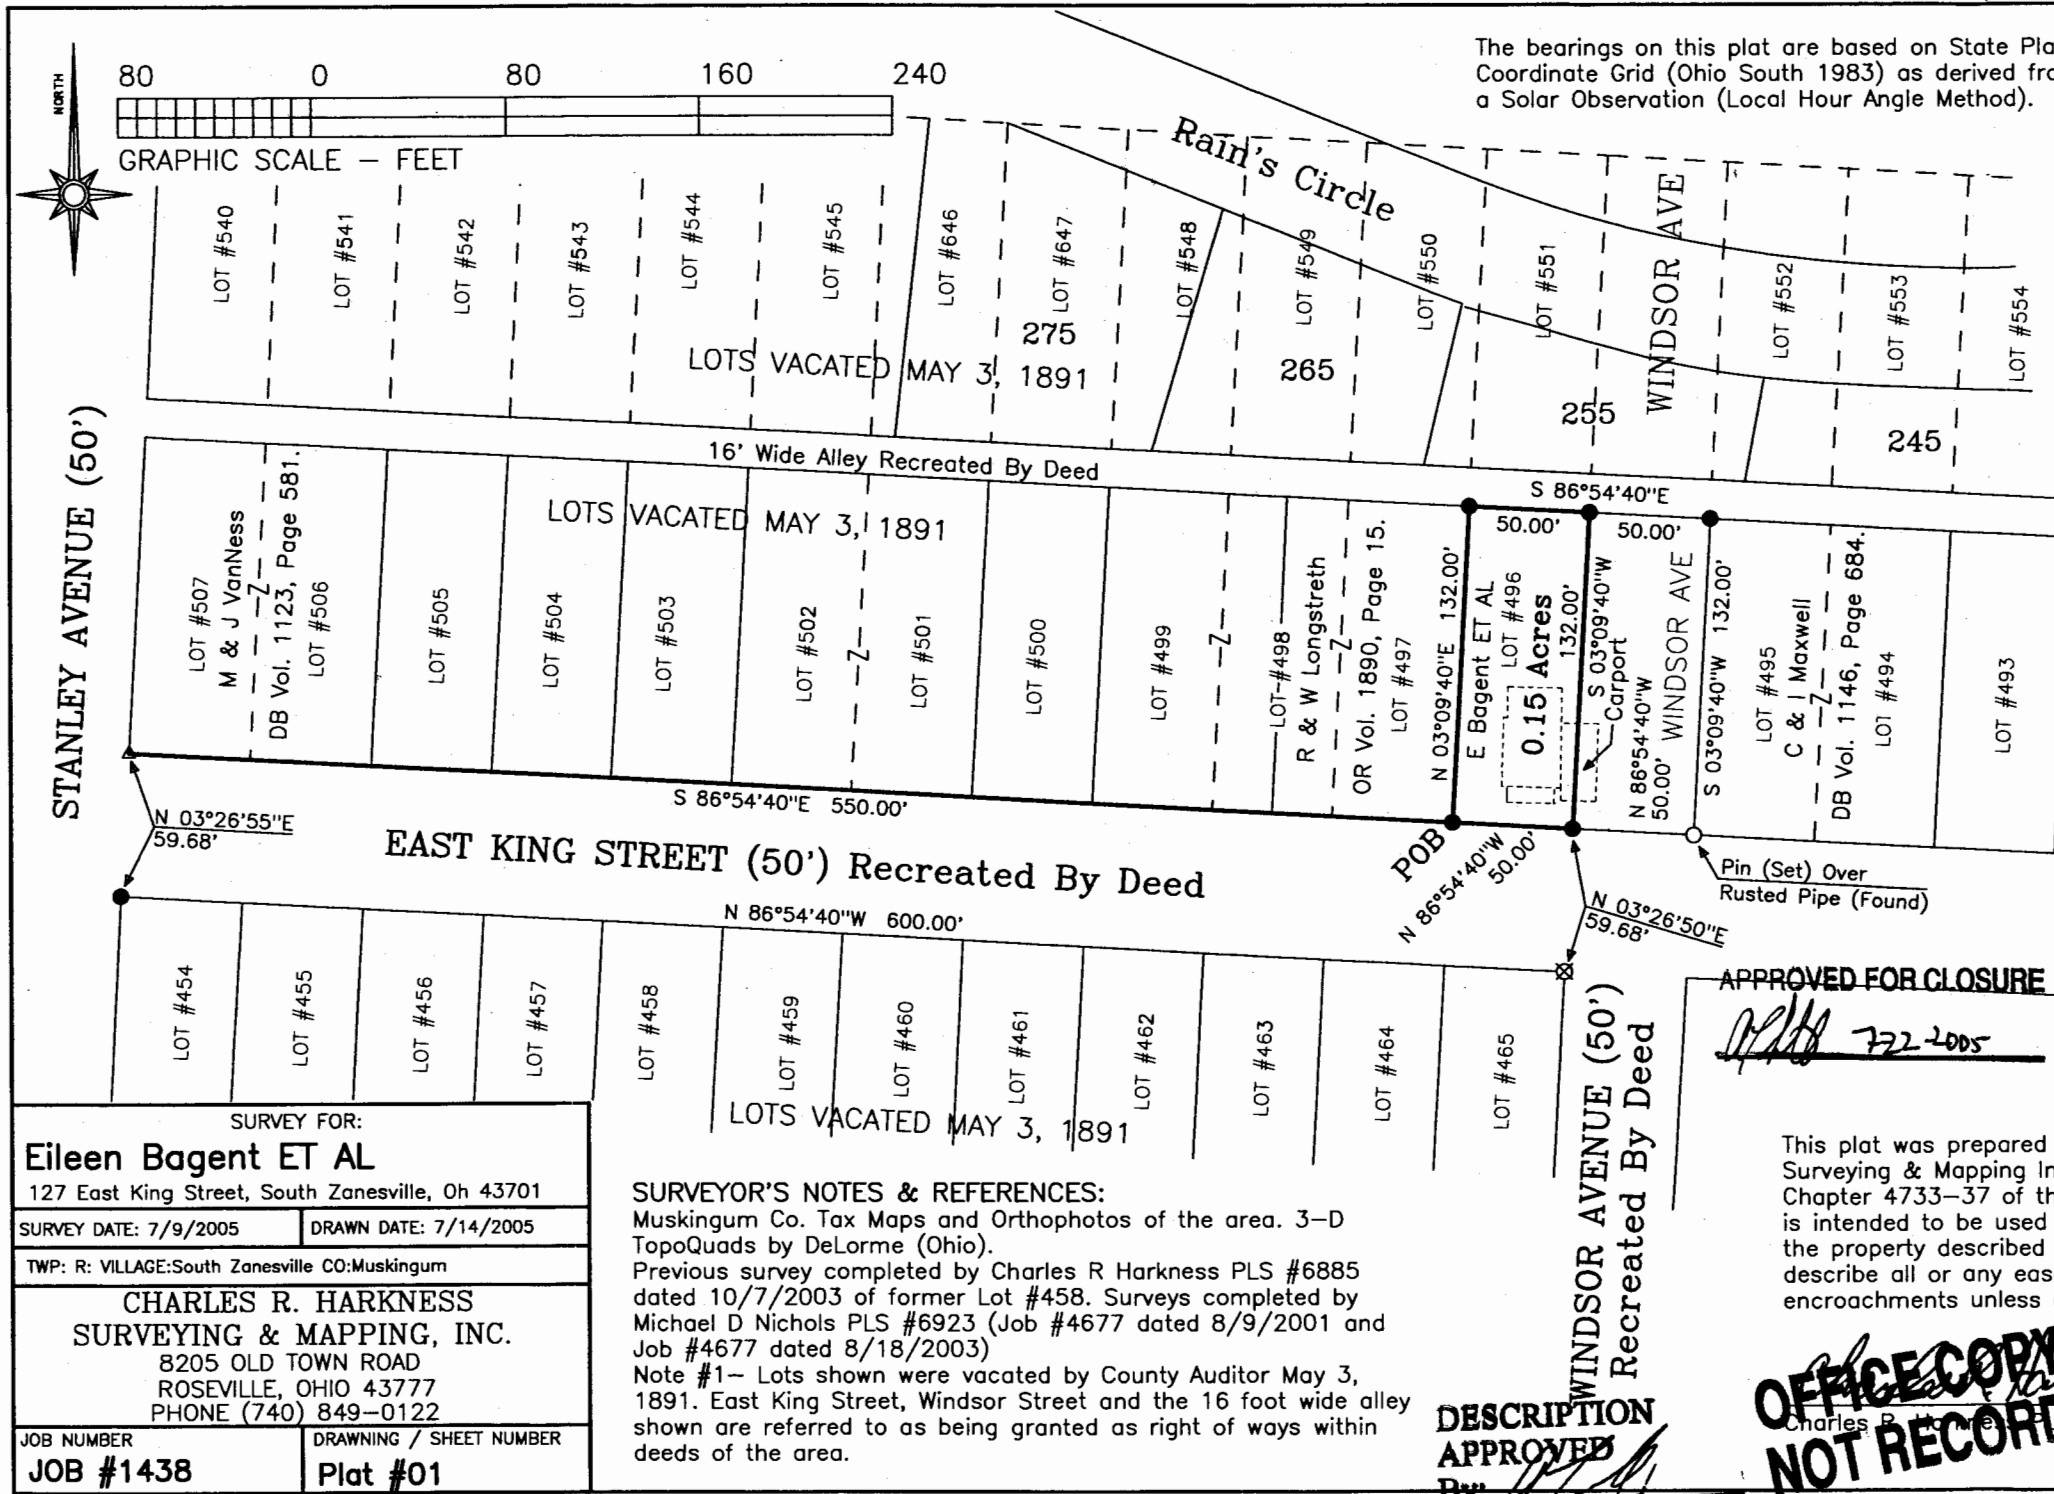 The bearings on this plat are based on State Pla
Coordinate Grid (Ohio South 1983) as derived fro
a Solar Observation (Local Hour Angle Method).
NORTH
80 0 80 160 240
GRAPHIC SCALE – FEET
Rain's Circle
WINDSOR AVE
LOT #540
LOT #541
LOT #542
LOT #543
LOT #544
LOT #545
LOT #646
LOT #647
LOT #548
LOT #549
LOT #550
LOT #551
LOT #552
LOT #553
LOT #554
275
265
255
245
LOTS VACATED MAY 3, 1891
16' Wide Alley Recreated By Deed
S 86°54'40"E
STANLEY AVENUE (50')
LOTS VACATED MAY 3, 1891
LOT #507
M & J VanNess
Z
DB Vol. 1123, Page 581.
LOT #506
LOT #505
LOT #504
LOT #503
LOT #502
Z
LOT #501
LOT #500
LOT #499
Z
LOT #498
R & W Longstreth
Z
OR Vol. 1890, Page 15.
LOT #497
N 03°09'40"E 132.00'
50.00'
E Bagent ET AL
LOT #496
0.15 Acres
132.00'
S 03°09'40"W
Carport
50.00'
N 86°54'40"W
50.00'
WINDSOR AVE
S 03°09'40"W 132.00'
LOT #495
C & I Maxwell
Z
DB Vol. 1146, Page 684.
LOT #494
LOT #493
S 86°54'40"E 550.00'
N 03°26'55"E
59.68'
EAST KING STREET (50') Recreated By Deed
POB
N 86°54'40"W
50.00'
Pin (Set) Over
Rusted Pipe (Found)
N 03°26'50"E
59.68'
N 86°54'40"W 600.00'
LOT #454
LOT #455
LOT #456
LOT #457
LOT #458
LOT #459
LOT #460
LOT #461
LOT #462
LOT #463
LOT #464
LOT #465
LOTS VACATED MAY 3, 1891
WINDSOR AVENUE (50')
Recreated By Deed
APPROVED FOR CLOSURE
7-22-2005
This plat was prepared
Surveying & Mapping In
Chapter 4733–37 of th
is intended to be used
the property described
describe all or any eas
encroachments unless
SURVEY FOR:
Eileen Bagent ET AL
127 East King Street, South Zanesville, Oh 43701
SURVEY DATE: 7/9/2005 DRAWN DATE: 7/14/2005
TWP: R: VILLAGE:South Zanesville CO:Muskingum
CHARLES R. HARKNESS
SURVEYING & MAPPING, INC.
8205 OLD TOWN ROAD
ROSEVILLE, OHIO 43777
PHONE (740) 849–0122
JOB NUMBER DRAWNING / SHEET NUMBER
JOB #1438 Plat #01
SURVEYOR'S NOTES & REFERENCES:
Muskingum Co. Tax Maps and Orthophotos of the area. 3–D
TopoQuads by DeLorme (Ohio).
Previous survey completed by Charles R Harkness PLS #6885
dated 10/7/2003 of former Lot #458. Surveys completed by
Michael D Nichols PLS #6923 (Job #4677 dated 8/9/2001 and
Job #4677 dated 8/18/2003)
Note #1– Lots shown were vacated by County Auditor May 3,
1891. East King Street, Windsor Street and the 16 foot wide alley
shown are referred to as being granted as right of ways within
deeds of the area.
DESCRIPTION
APPROVED
By:
OFFICE COPY
Charles R. Harkness
NOT RECORD